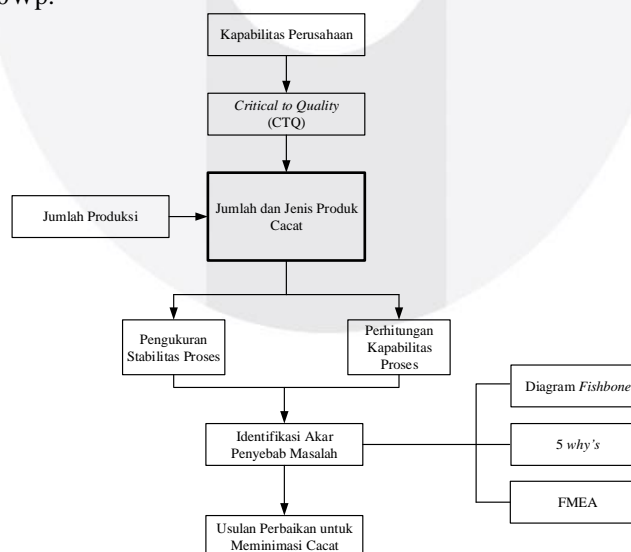 Kapabilitas Perusahaan
Critical to Quality
(CTQ)
Jumlah Produksi
Jumlah dan Jenis Produk
Cacat
Pengukuran
Stabilitas Proses
Perhitungan
Kapabilitas
Proses
Identifikasi Akar
Penyebab Masalah
Diagram Fishbone
5 why's
FMEA
Usulan Perbaikan untuk
Meminimasi Cacat